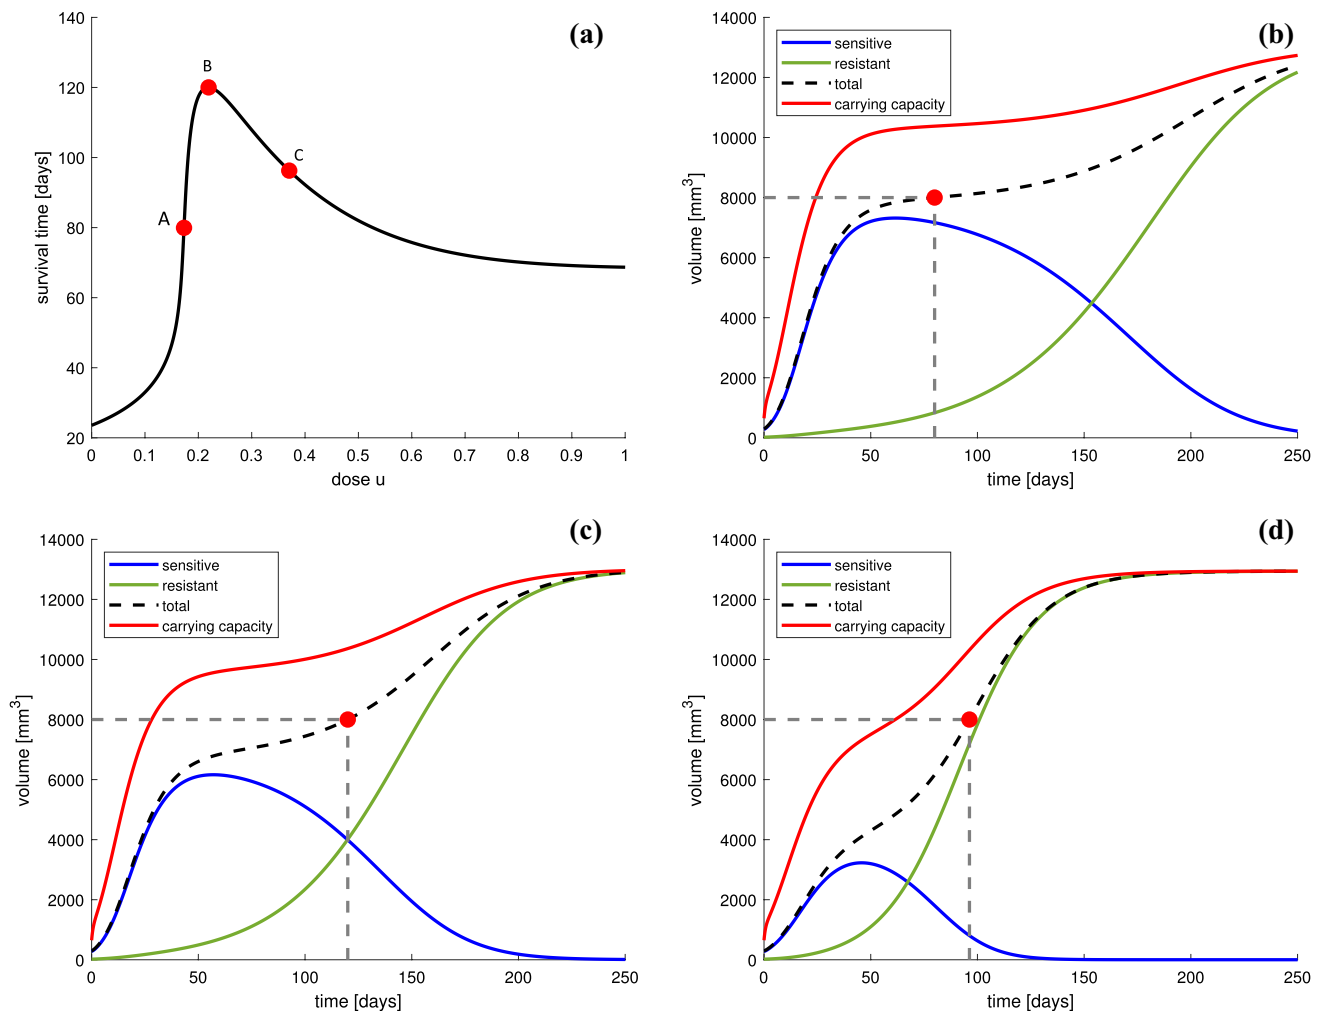 (a)
140
120
100
80
60
40
20
survival time [days]
A
B
C
0 0.1 0.2 0.3 0.4 0.5 0.6 0.7 0.8 0.9 1
dose u
(b)
14000
12000
10000
8000
6000
4000
2000
0
volume [mm³]
sensitive
resistant
total
carrying capacity
0 50 100 150 200 250
time [days]
(c)
14000
12000
10000
8000
6000
4000
2000
0
volume [mm³]
sensitive
resistant
total
carrying capacity
0 50 100 150 200 250
time [days]
(d)
14000
12000
10000
8000
6000
4000
2000
0
volume [mm³]
sensitive
resistant
total
carrying capacity
0 50 100 150 200 250
time [days]